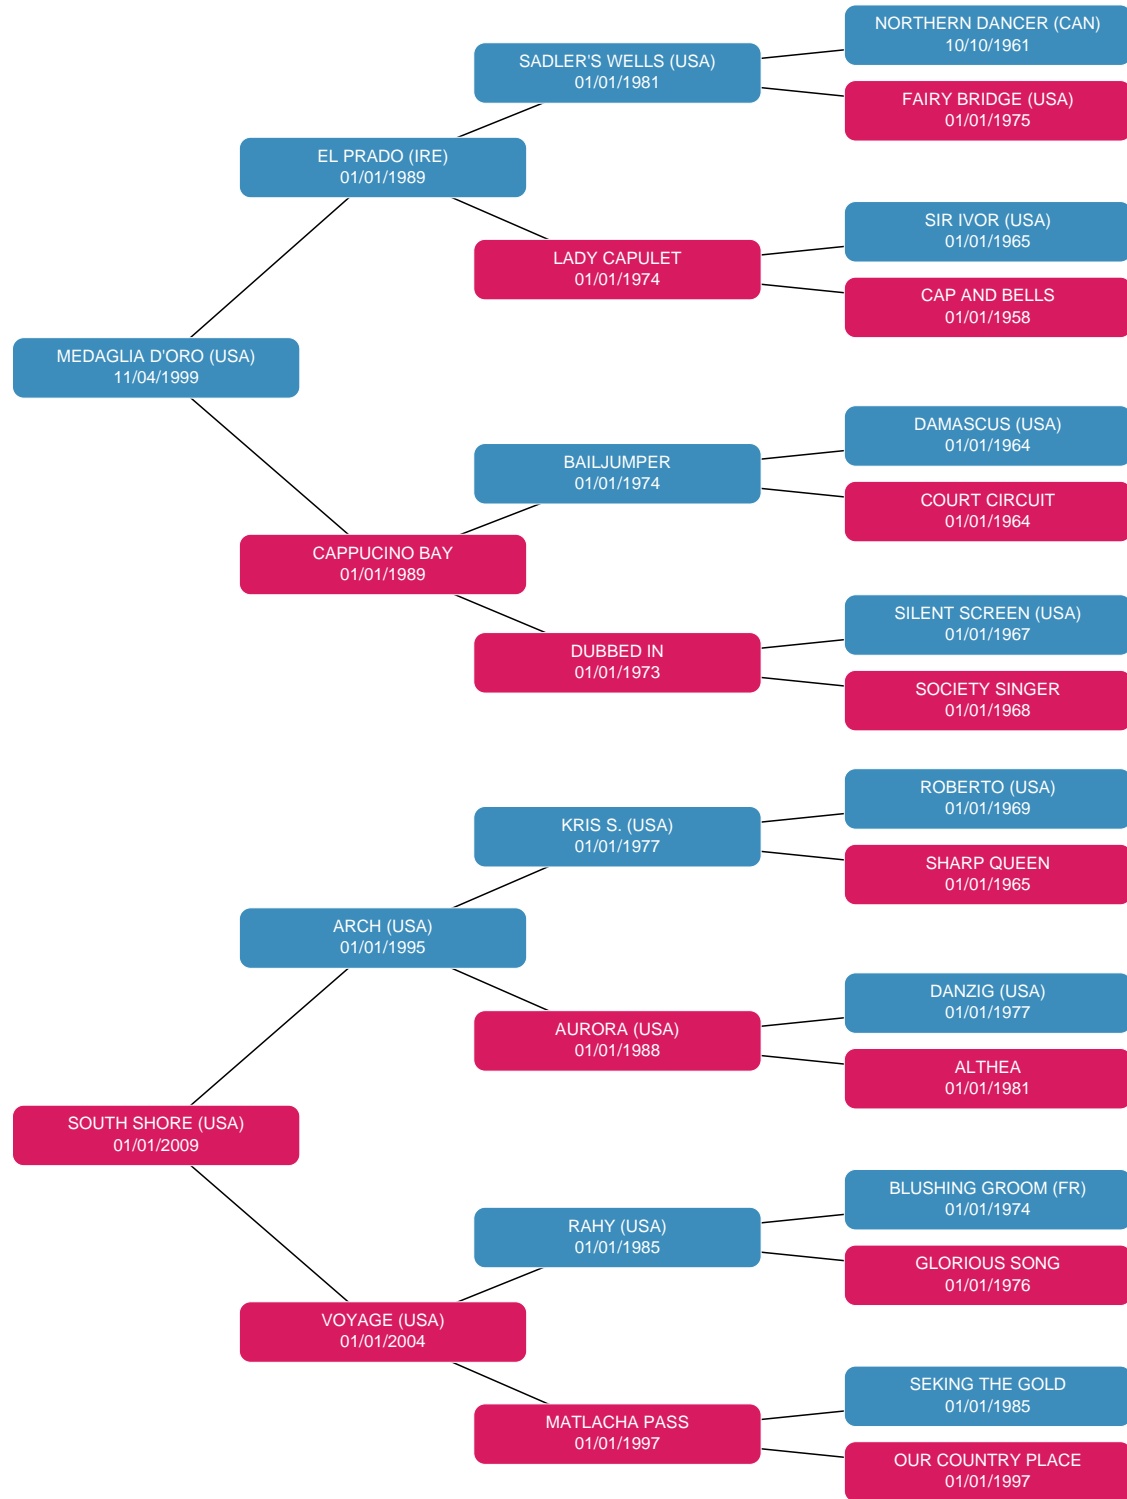 NORTHERN DANCER (CAN)
10/10/1961
SADLER'S WELLS (USA)
01/01/1981
FAIRY BRIDGE (USA)
01/01/1975
EL PRADO (IRE)
01/01/1989
SIR IVOR (USA)
01/01/1965
LADY CAPULET
01/01/1974
CAP AND BELLS
01/01/1958
MEDAGLIA D'ORO (USA)
11/04/1999
DAMASCUS (USA)
01/01/1964
BAILJUMPER
01/01/1974
COURT CIRCUIT
01/01/1964
CAPPUCINO BAY
01/01/1989
SILENT SCREEN (USA)
01/01/1967
DUBBED IN
01/01/1973
SOCIETY SINGER
01/01/1968
ROBERTO (USA)
01/01/1969
KRIS S. (USA)
01/01/1977
SHARP QUEEN
01/01/1965
ARCH (USA)
01/01/1995
DANZIG (USA)
01/01/1977
AURORA (USA)
01/01/1988
ALTHEA
01/01/1981
SOUTH SHORE (USA)
01/01/2009
BLUSHING GROOM (FR)
01/01/1974
RAHY (USA)
01/01/1985
GLORIOUS SONG
01/01/1976
VOYAGE (USA)
01/01/2004
SEKING THE GOLD
01/01/1985
MATLACHA PASS
01/01/1997
OUR COUNTRY PLACE
01/01/1997